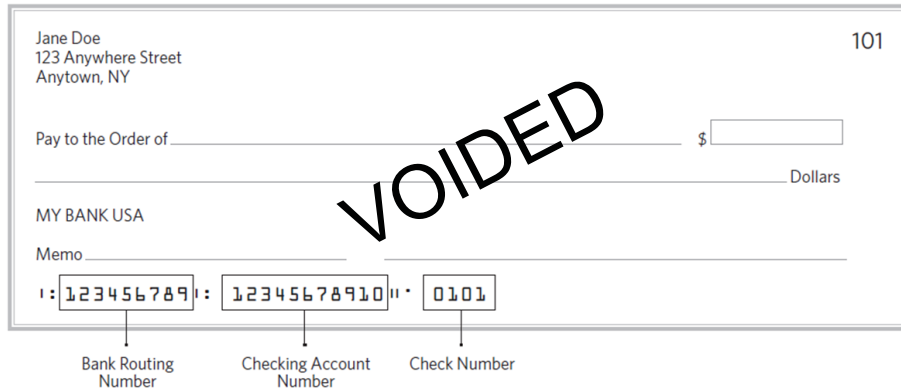 Jane Doe
101
123 Anywhere Street
Anytown, NY
VOIDED
Pay to the Order of
$
Dollars
MY BANK USA
Memo
⑆ 123456789 ⑆ 12345678910 ⑈ 0101
Bank Routing
Number
Checking Account
Number
Check Number